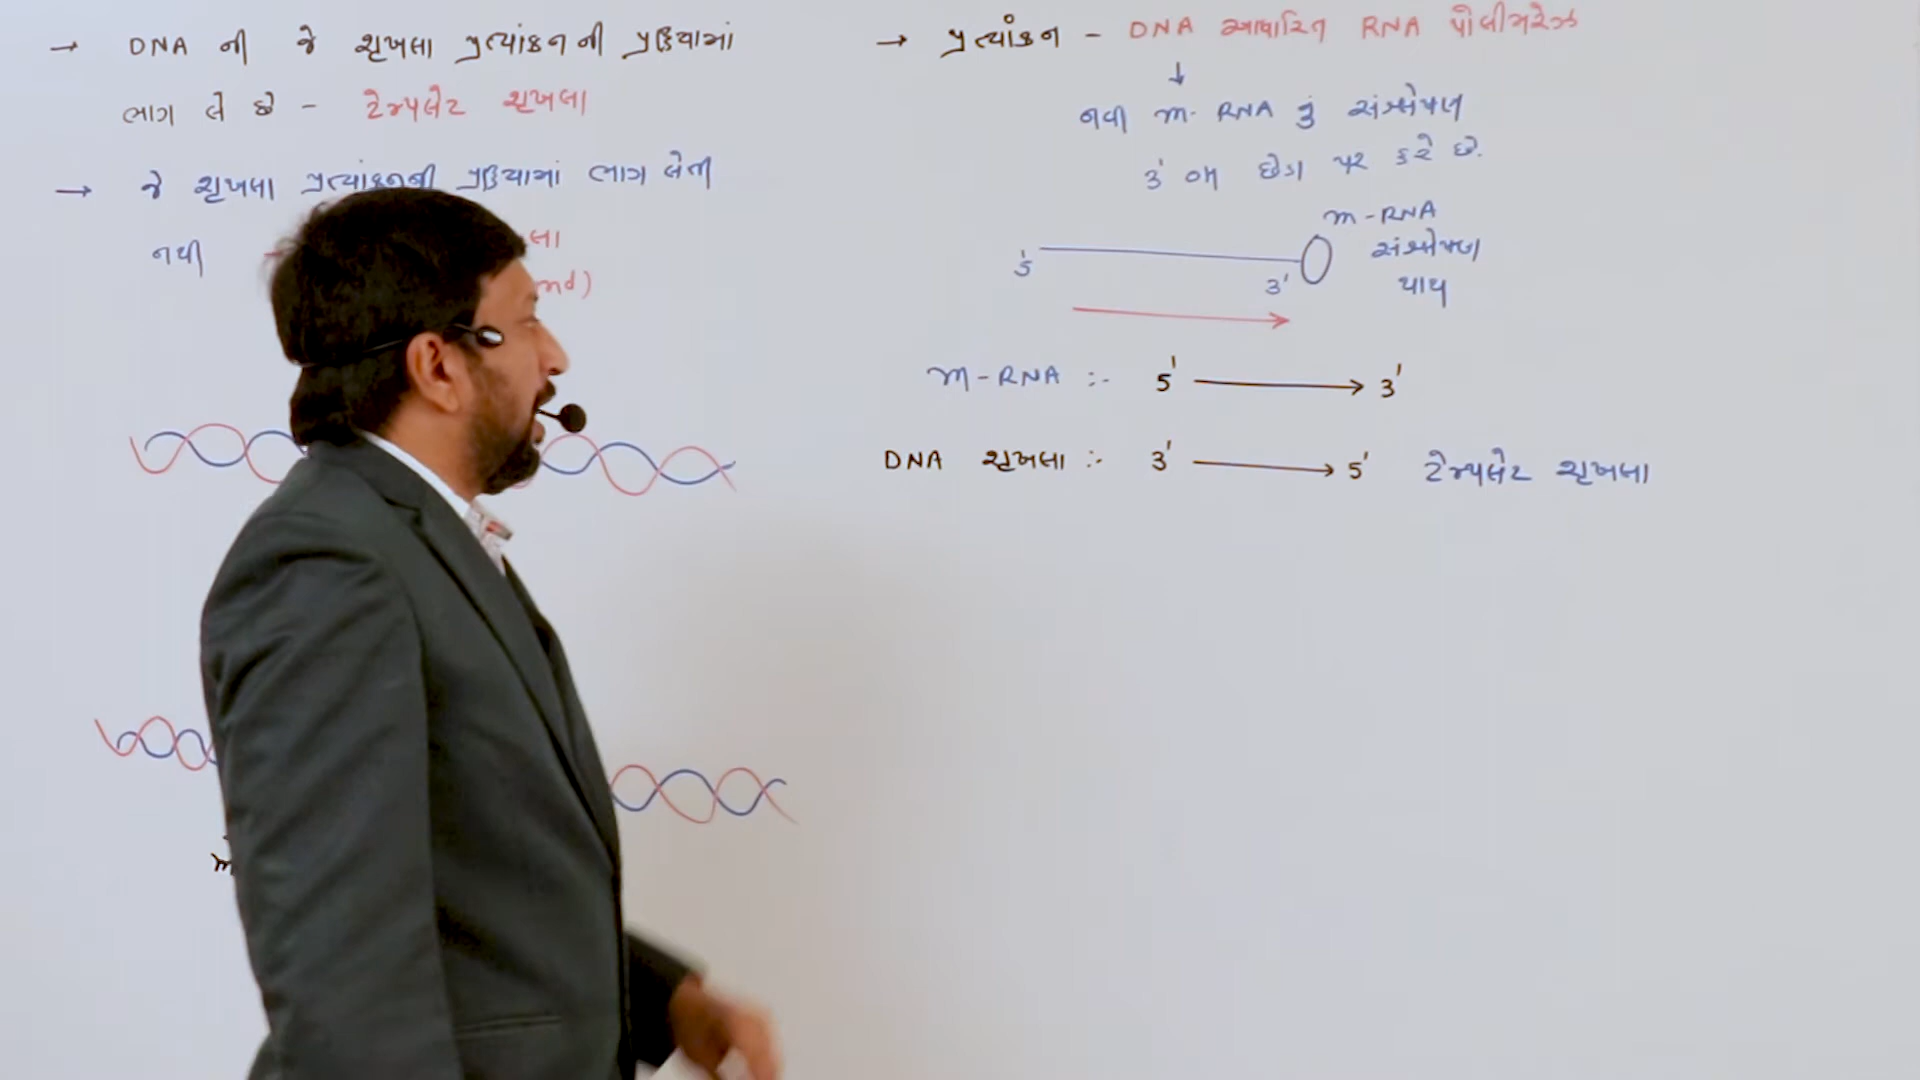 → DNA ની જે શૃખલા પ્રત્યાંકન ની પ્રક્રિયામાં
ભાગ લે છે - ટેમ્પલેટ શૃખલા
→ જે શૃખલા પ્રત્યાંકનની પ્રક્રિયામાં ભાગ લેતી
નથી
→ પ્રત્યાંકન - DNA આધારિત RNA પોલીમરેઝ
↓
નવી m-RNA નું સંશ્લેષણ
3' OH છેડા પર કરે છે.
m-RNA
સંશ્લેષણ
થાય
5' 3'
m-RNA :- 5' → 3'
DNA શૃખલા :- 3' → 5' ટેમ્પલેટ શૃખલા